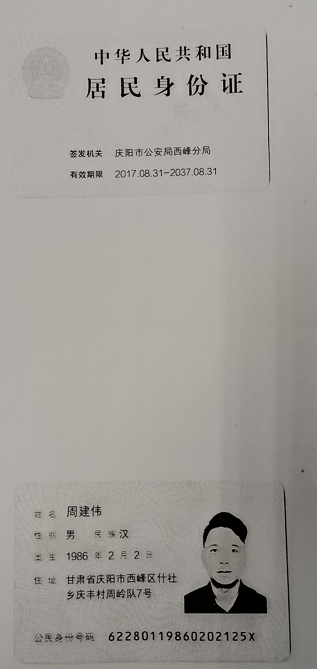 中华人民共和国
居民身份证
签发机关 庆阳市公安局西峰分局
有效期限 2017.08.31-2037.08.31
姓名 周建伟
性别 男 民族 汉
出生 1986 年 2 月 2 日
住址 甘肃省庆阳市西峰区什社
乡庆丰村周岭队7号
公民身份号码 62280119860202125X